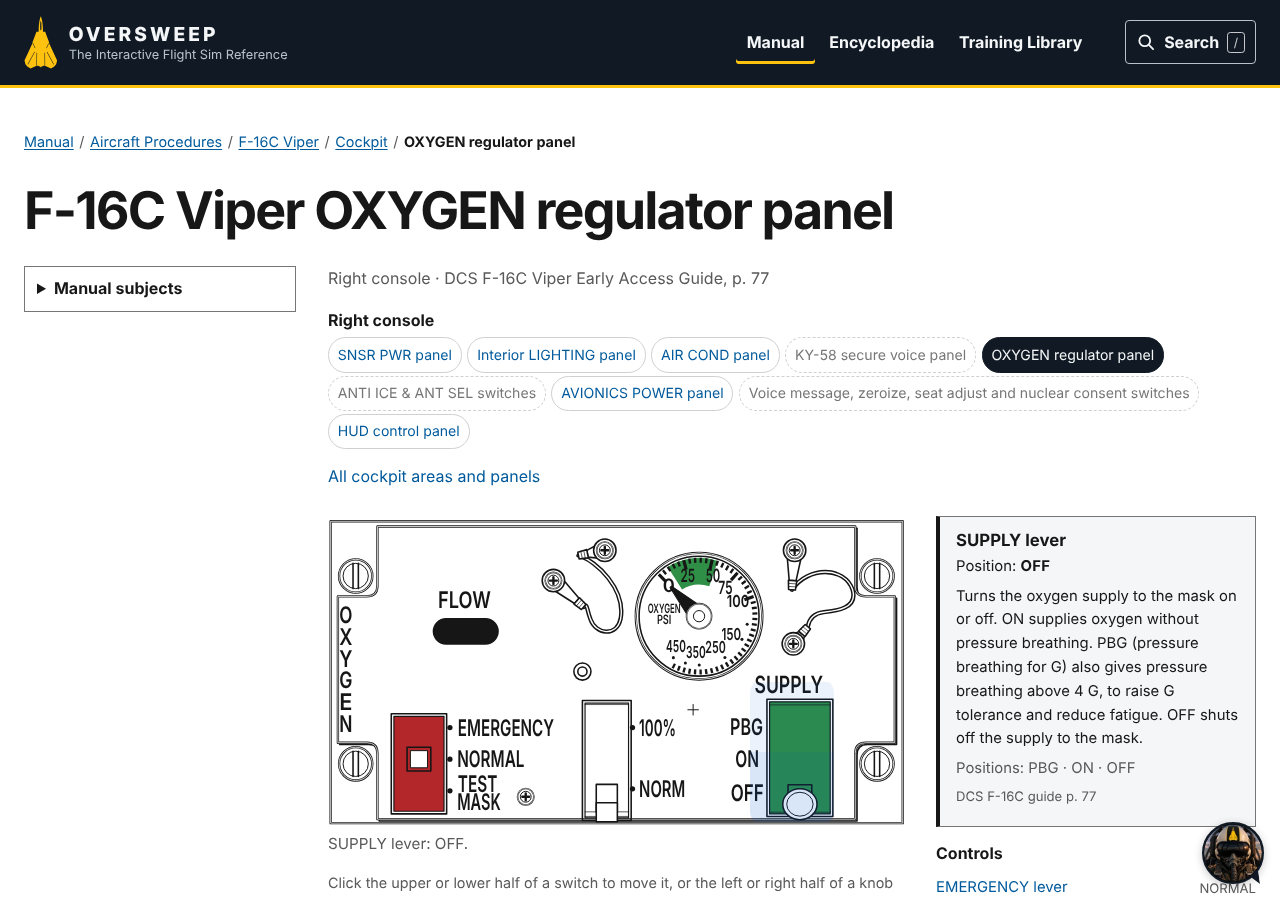 OVERSWEEP
The Interactive Flight Sim Reference
Manual
Encyclopedia
Training Library
Search /
Manual / Aircraft Procedures / F-16C Viper / Cockpit / OXYGEN regulator panel
F-16C Viper OXYGEN regulator panel
Manual subjects
Right console · DCS F-16C Viper Early Access Guide, p. 77
Right console
SNSR PWR panel
Interior LIGHTING panel
AIR COND panel
KY-58 secure voice panel
OXYGEN regulator panel
ANTI ICE & ANT SEL switches
AVIONICS POWER panel
Voice message, zeroize, seat adjust and nuclear consent switches
HUD control panel
All cockpit areas and panels
OXYGEN
FLOW
EMERGENCY
NORMAL
TEST
MASK
100%
NORM
0
25
50
75
100
150
250
350
450
OXYGEN
PSI
SUPPLY
PBG
ON
OFF
SUPPLY lever: OFF.
Click the upper or lower half of a switch to move it, or the left or right half of a knob
SUPPLY lever
Position: OFF
Turns the oxygen supply to the mask on
or off. ON supplies oxygen without
pressure breathing. PBG (pressure
breathing for G) also gives pressure
breathing above 4 G, to raise G
tolerance and reduce fatigue. OFF shuts
off the supply to the mask.
Positions: PBG · ON · OFF
DCS F-16C guide p. 77
Controls
EMERGENCY lever
NORMAL